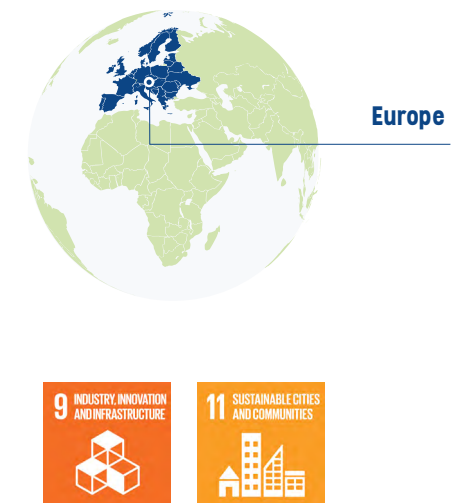 Europe
9 INDUSTRY, INNOVATION
AND INFRASTRUCTURE
11 SUSTAINABLE CITIES
AND COMMUNITIES